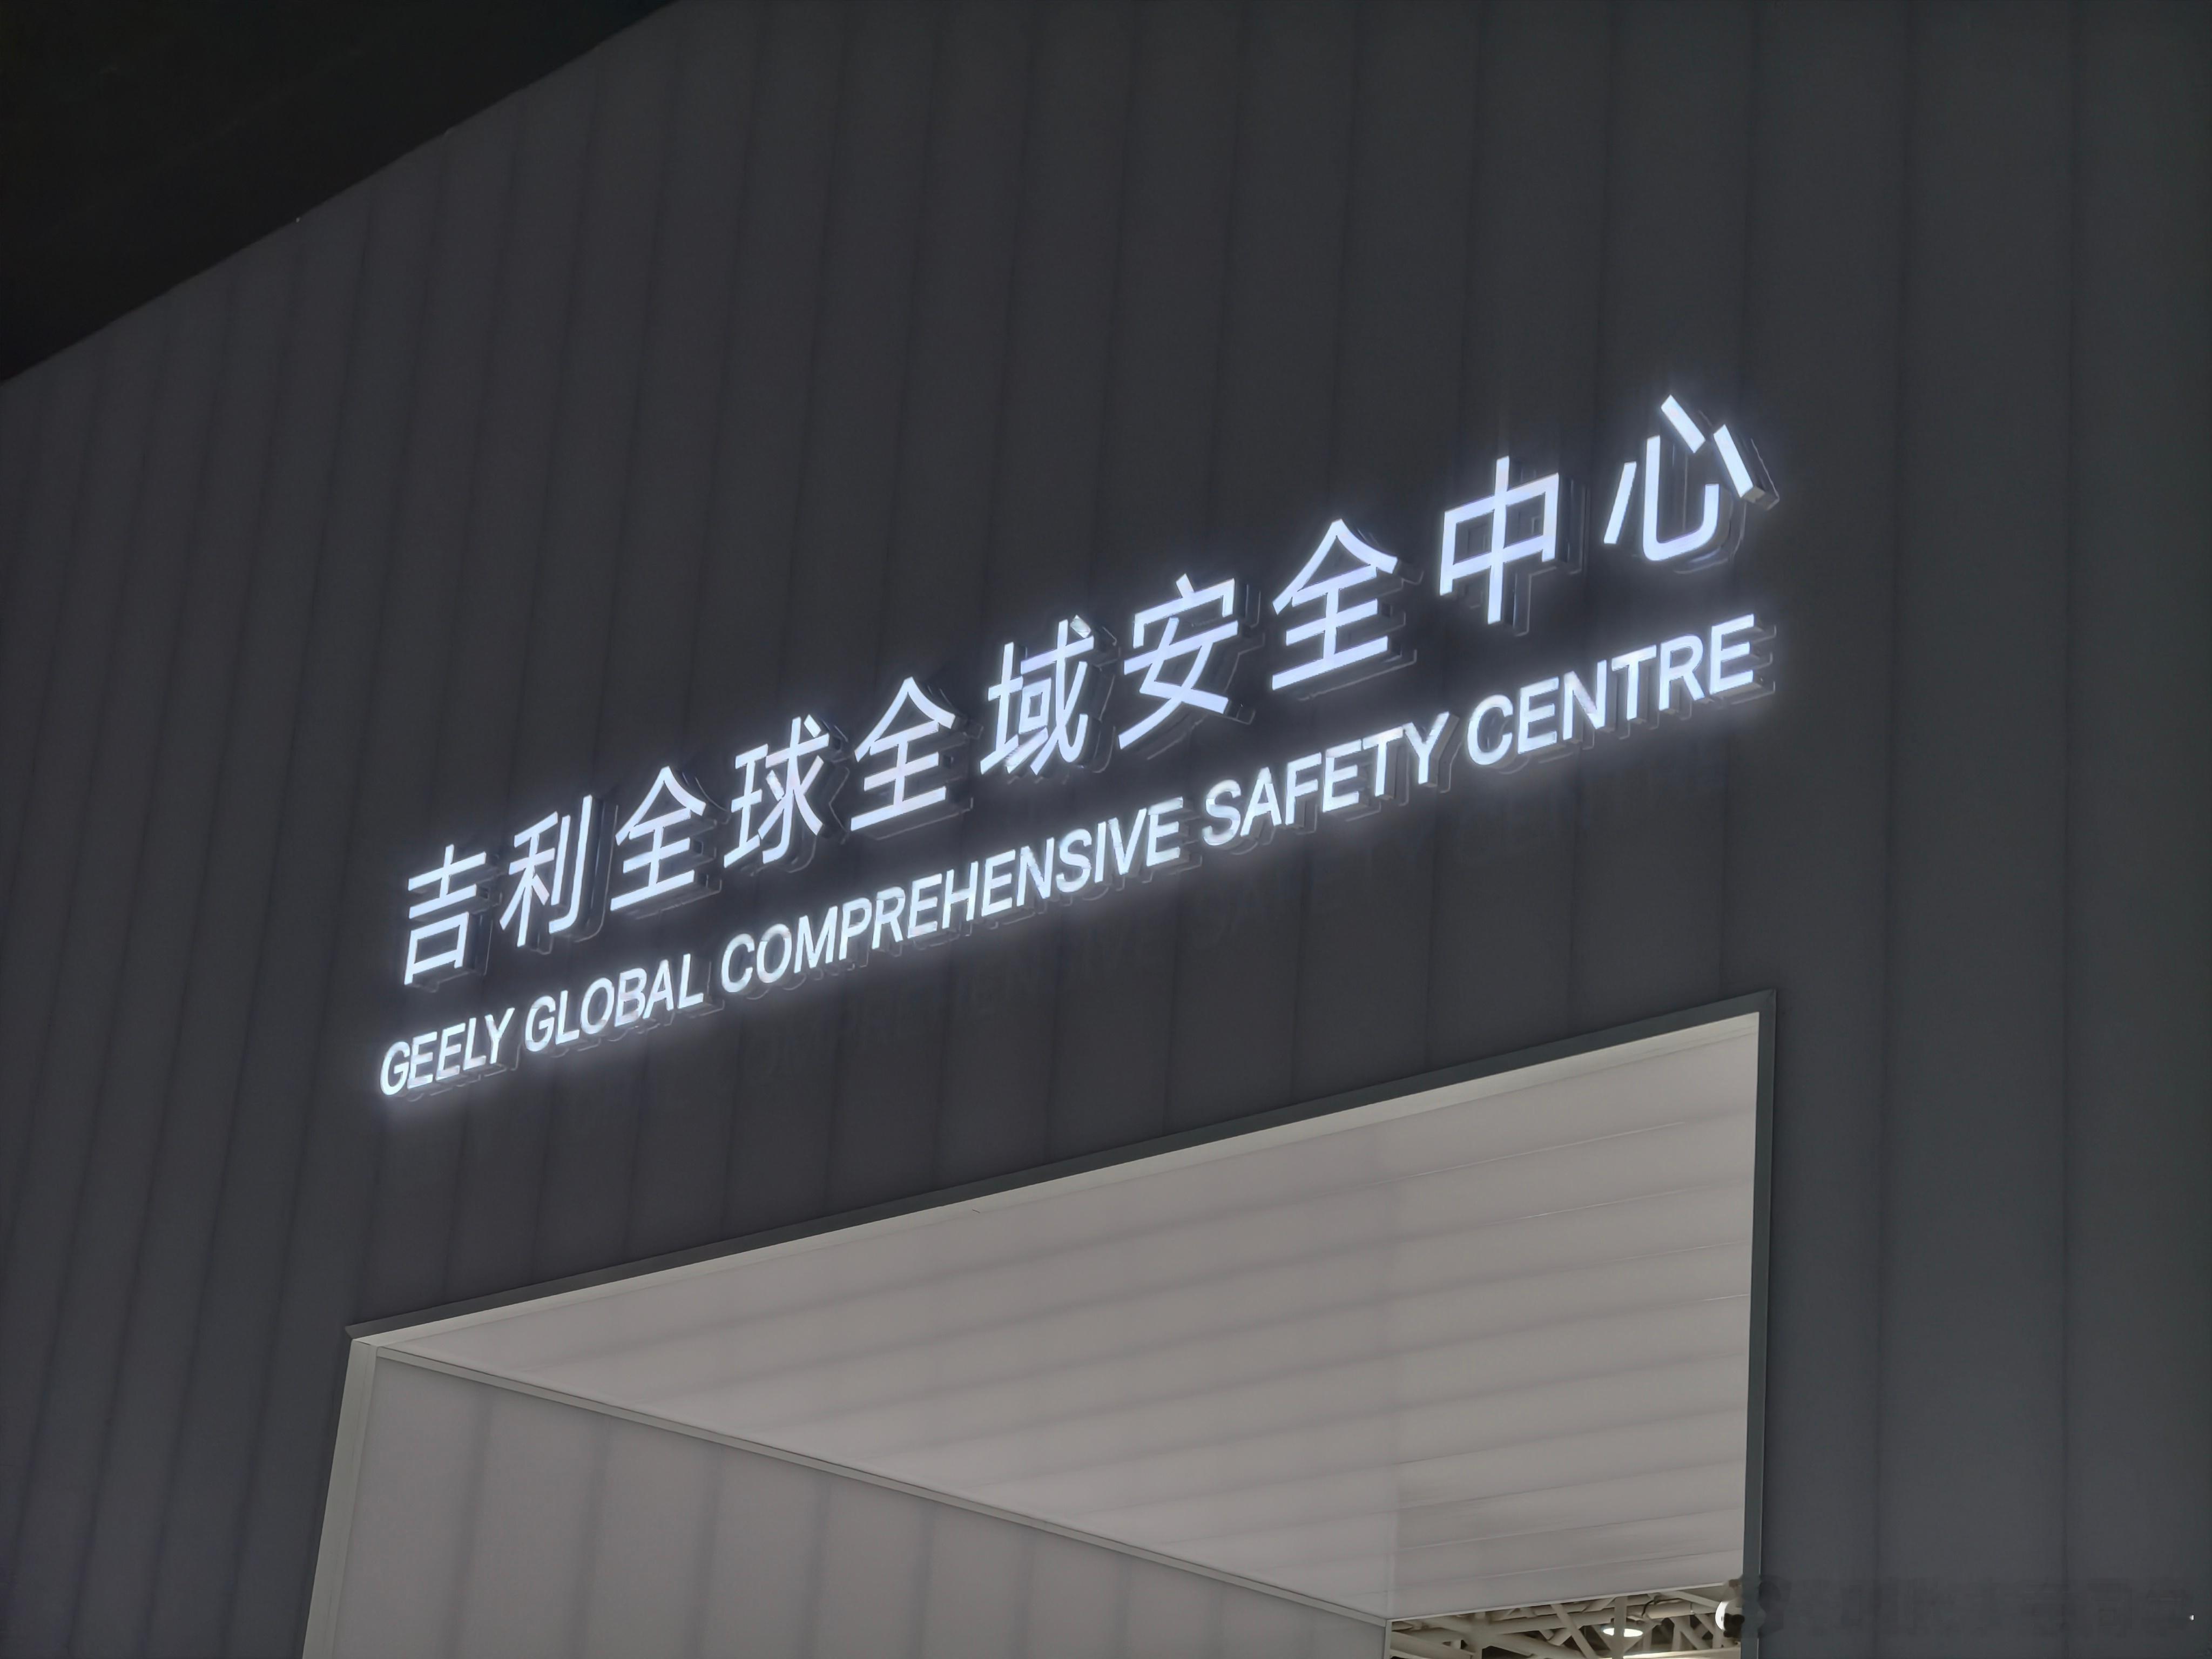 吉利全球全域安全中心
GEELY GLOBAL COMPREHENSIVE SAFETY CENTRE